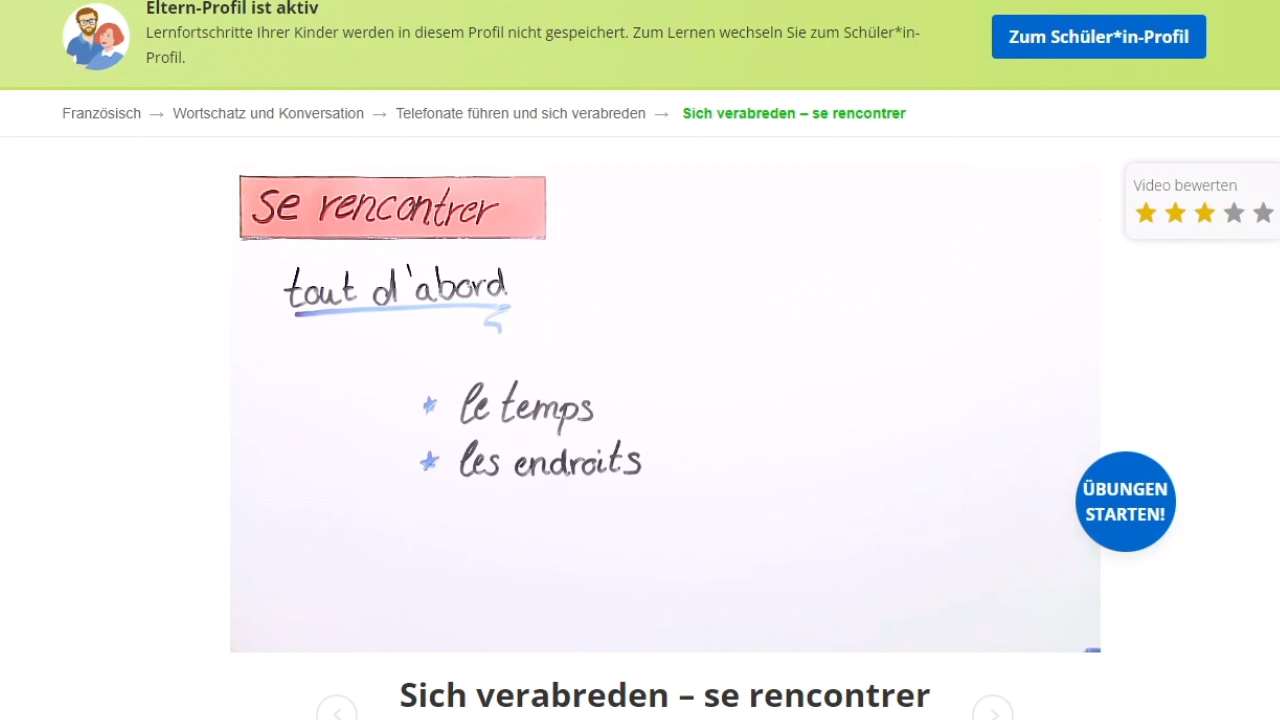 Eltern-Profil ist aktiv
Lernfortschritte Ihrer Kinder werden in diesem Profil nicht gespeichert. Zum Lernen wechseln Sie zum Schüler*in-
Profil.
Zum Schüler*in-Profil
Französisch → Wortschatz und Konversation → Telefonate führen und sich verabreden → Sich verabreden – se rencontrer
Video bewerten
se rencontrer
tout d'abord
* le temps
* les endroits
ÜBUNGEN
STARTEN!
Sich verabreden – se rencontrer